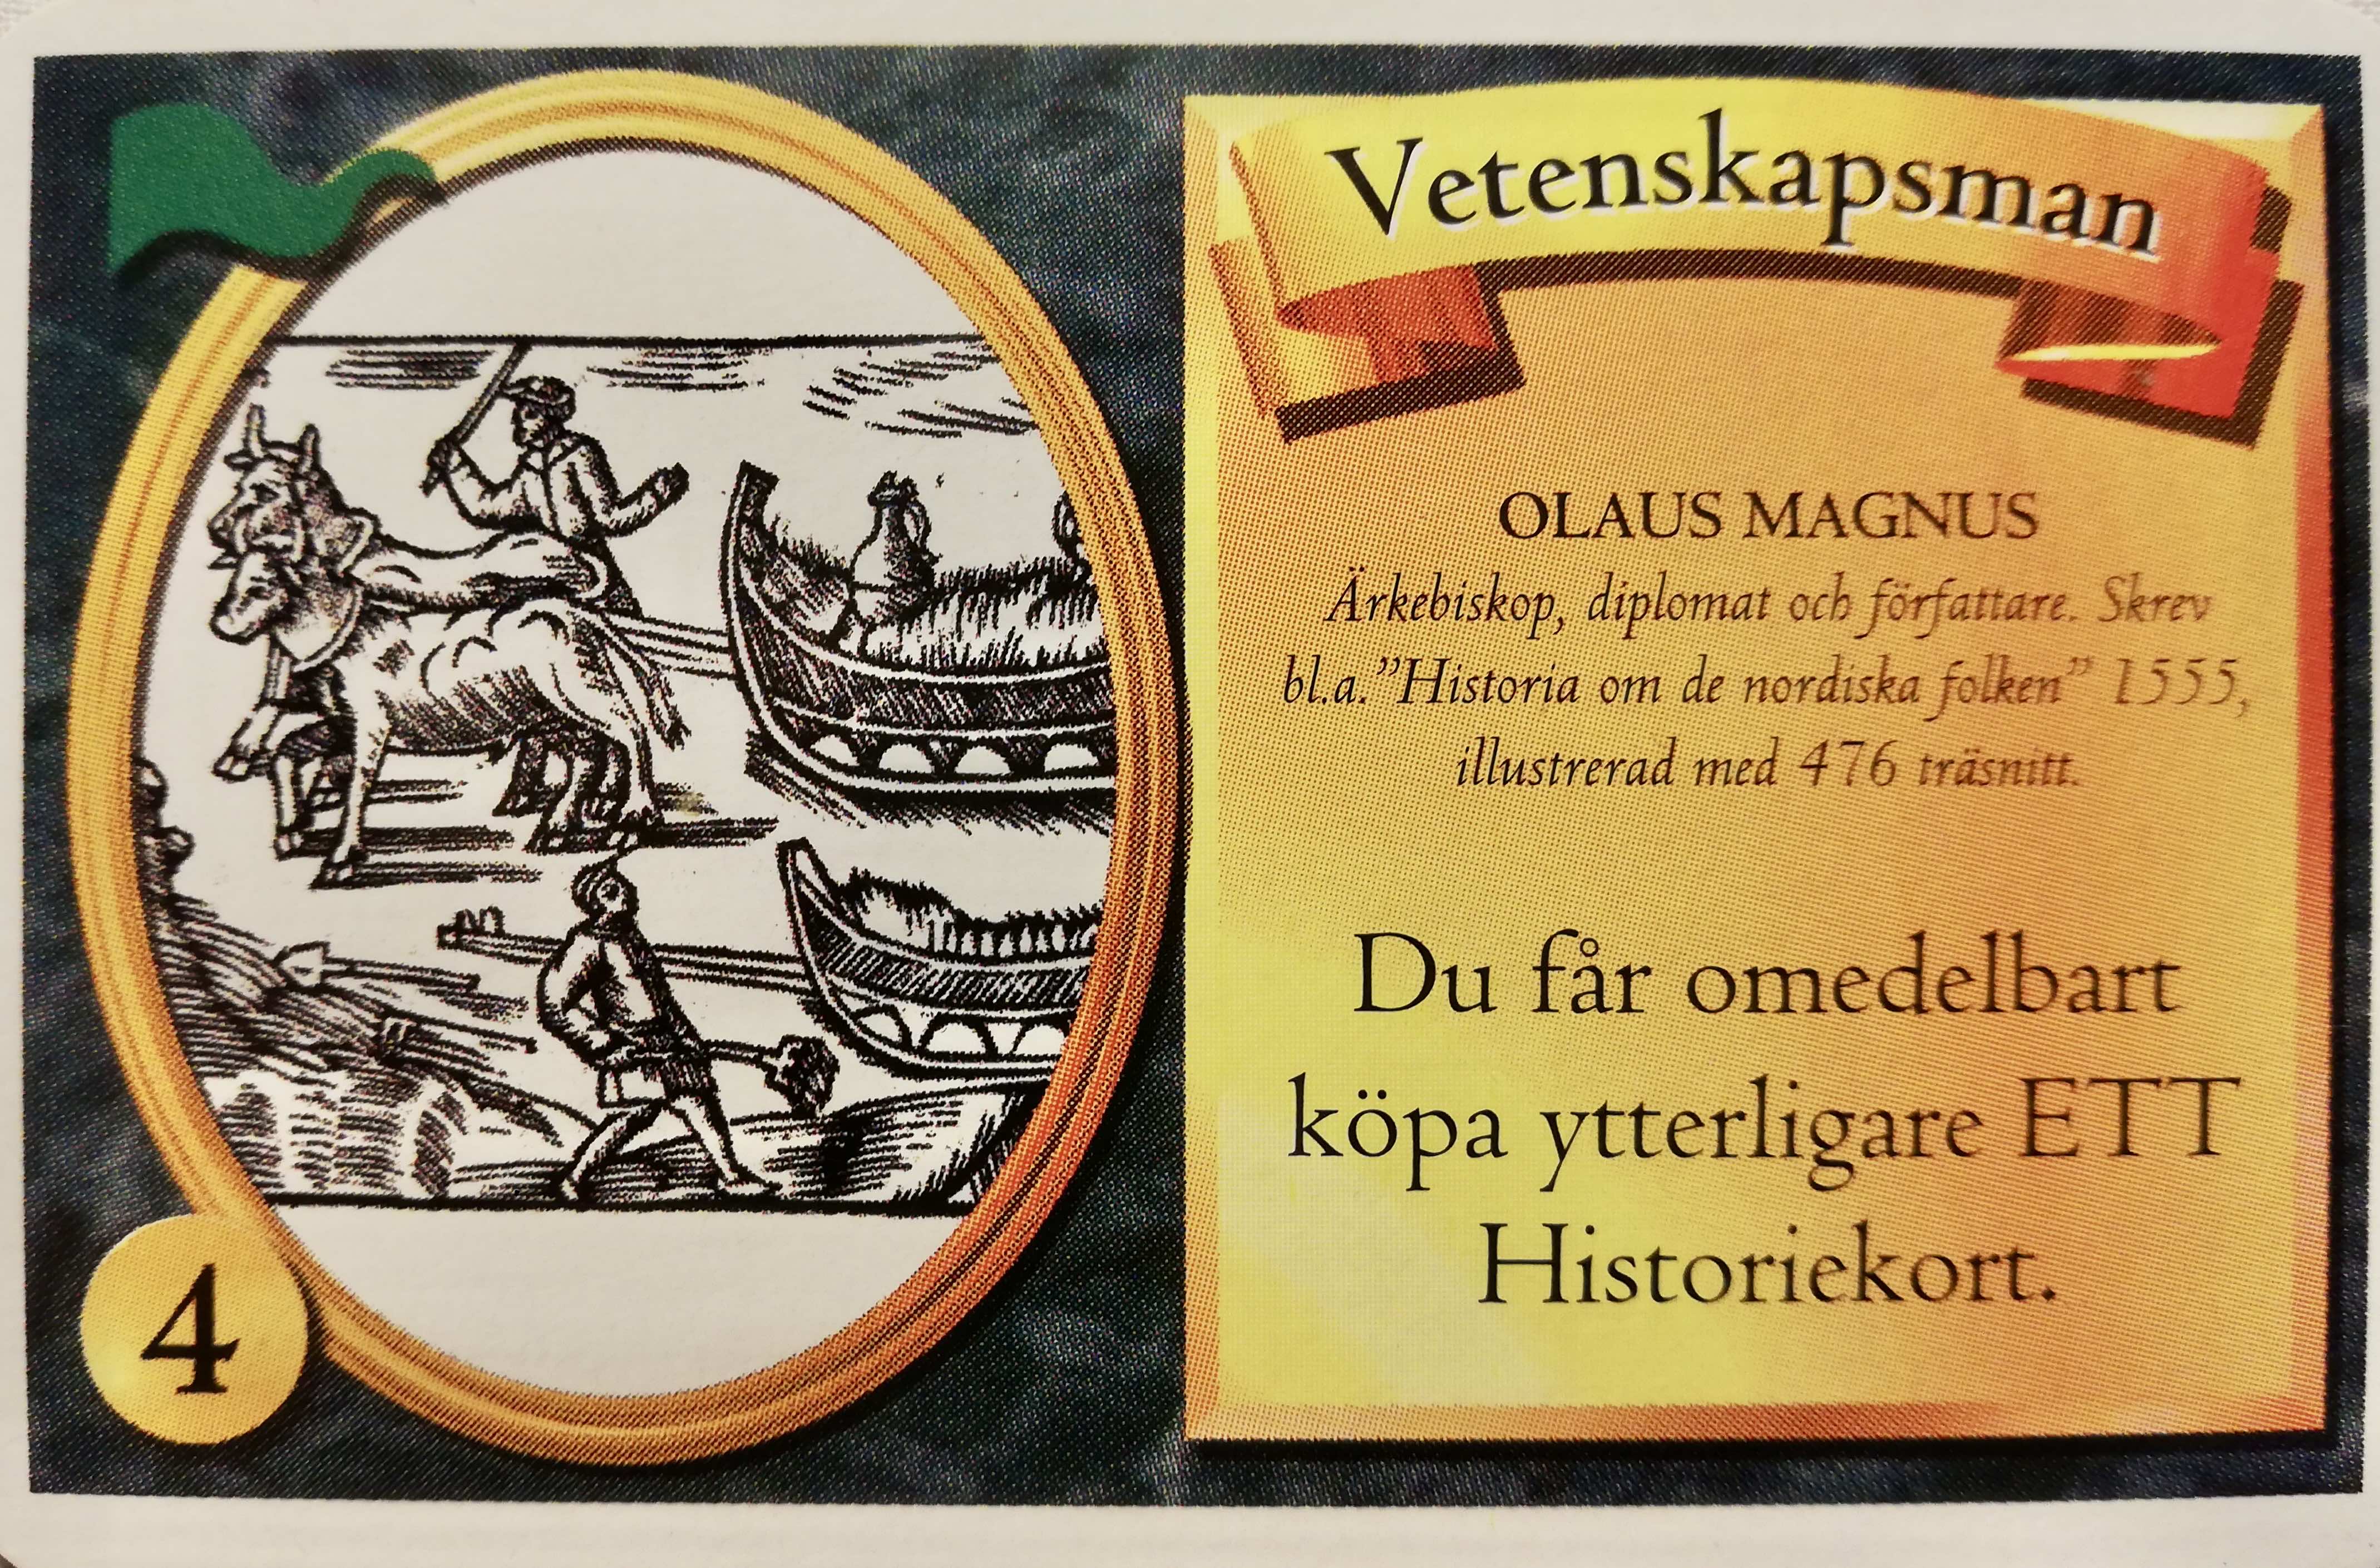 Vetenskapsman
OLAUS MAGNUS
Ärkebiskop, diplomat och författare. Skrev
bl.a."Historia om de nordiska folken" 1555,
illustrerad med 476 träsnitt.
Du får omedelbart
köpa ytterligare ETT
Historiekort.
4